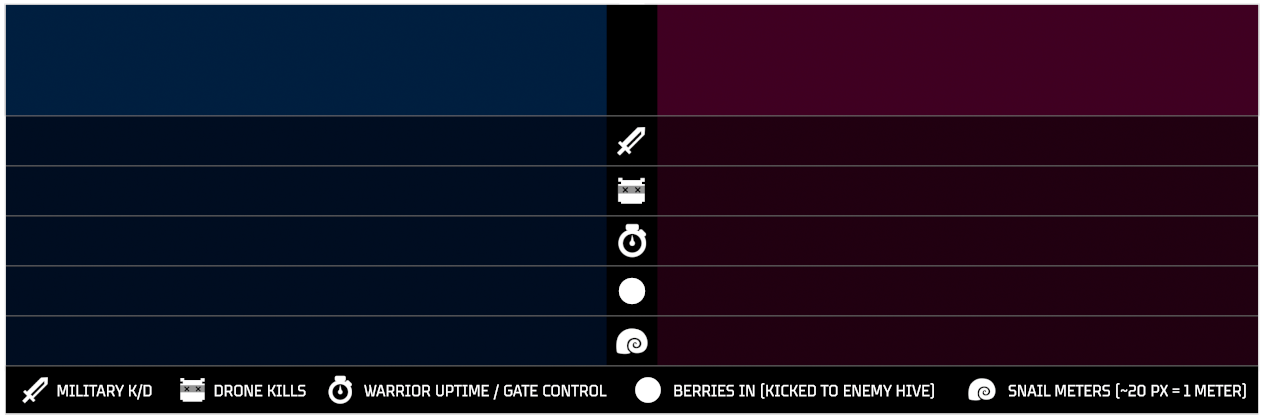 MILITARY K/D DRONE KILLS WARRIOR UPTIME / GATE CONTROL BERRIES IN (KICKED TO ENEMY HIVE) SNAIL METERS (~20 PX = 1 METER)